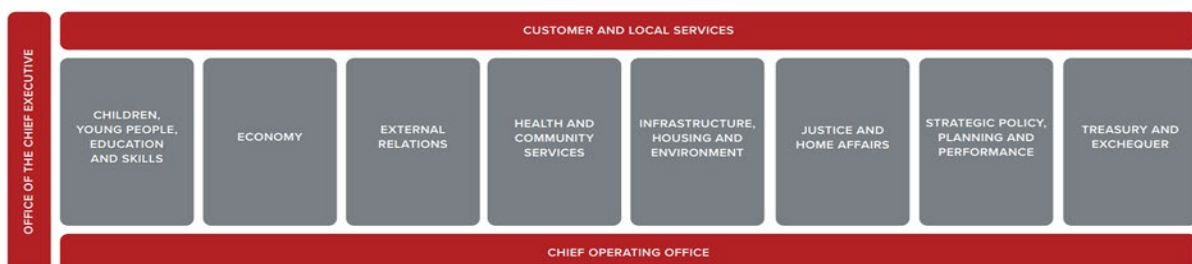 OFFICE OF THE CHIEF EXECUTIVE
CUSTOMER AND LOCAL SERVICES
CHILDREN,
YOUNG PEOPLE,
EDUCATION
AND SKILLS
ECONOMY
EXTERNAL
RELATIONS
HEALTH AND
COMMUNITY
SERVICES
INFRASTRUCTURE,
HOUSING AND
ENVIRONMENT
JUSTICE AND
HOME AFFAIRS
STRATEGIC POLICY,
PLANNING AND
PERFORMANCE
TREASURY AND
EXCHEQUER
CHIEF OPERATING OFFICE